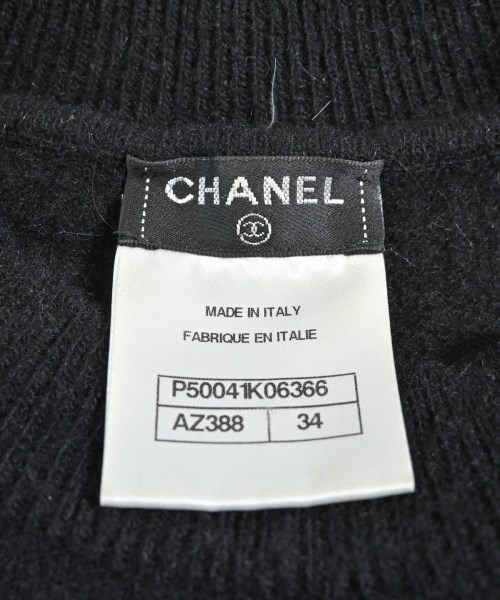 CHANEL
MADE IN ITALY
FABRIQUE EN ITALIE
P50041K06366
AZ388 34